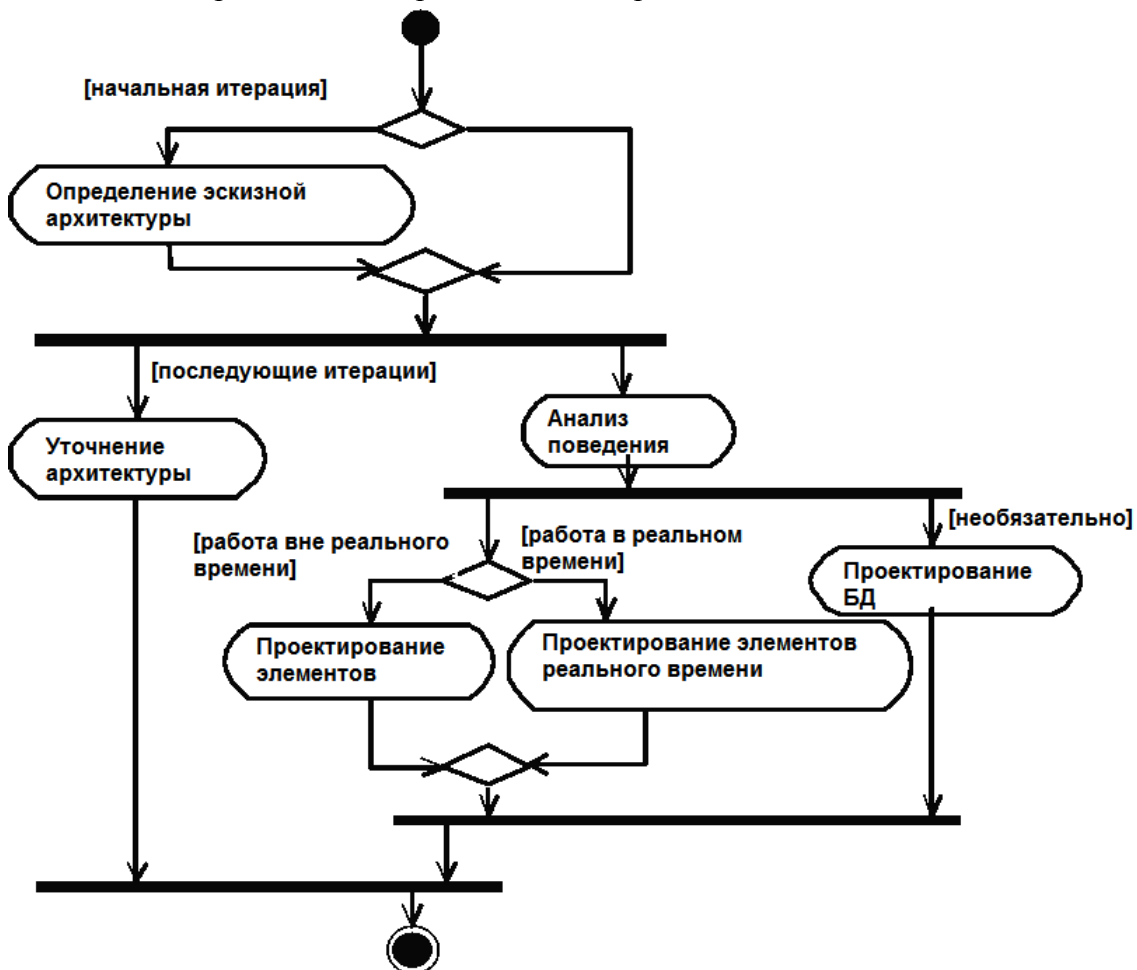 [начальная итерация]
Определение эскизной
архитектуры
[последующие итерации]
Уточнение
архитектуры
Анализ
поведения
[необязательно]
[работа вне реального
времени]
[работа в реальном
времени]
Проектирование
БД
Проектирование
элементов
Проектирование элементов
реального времени